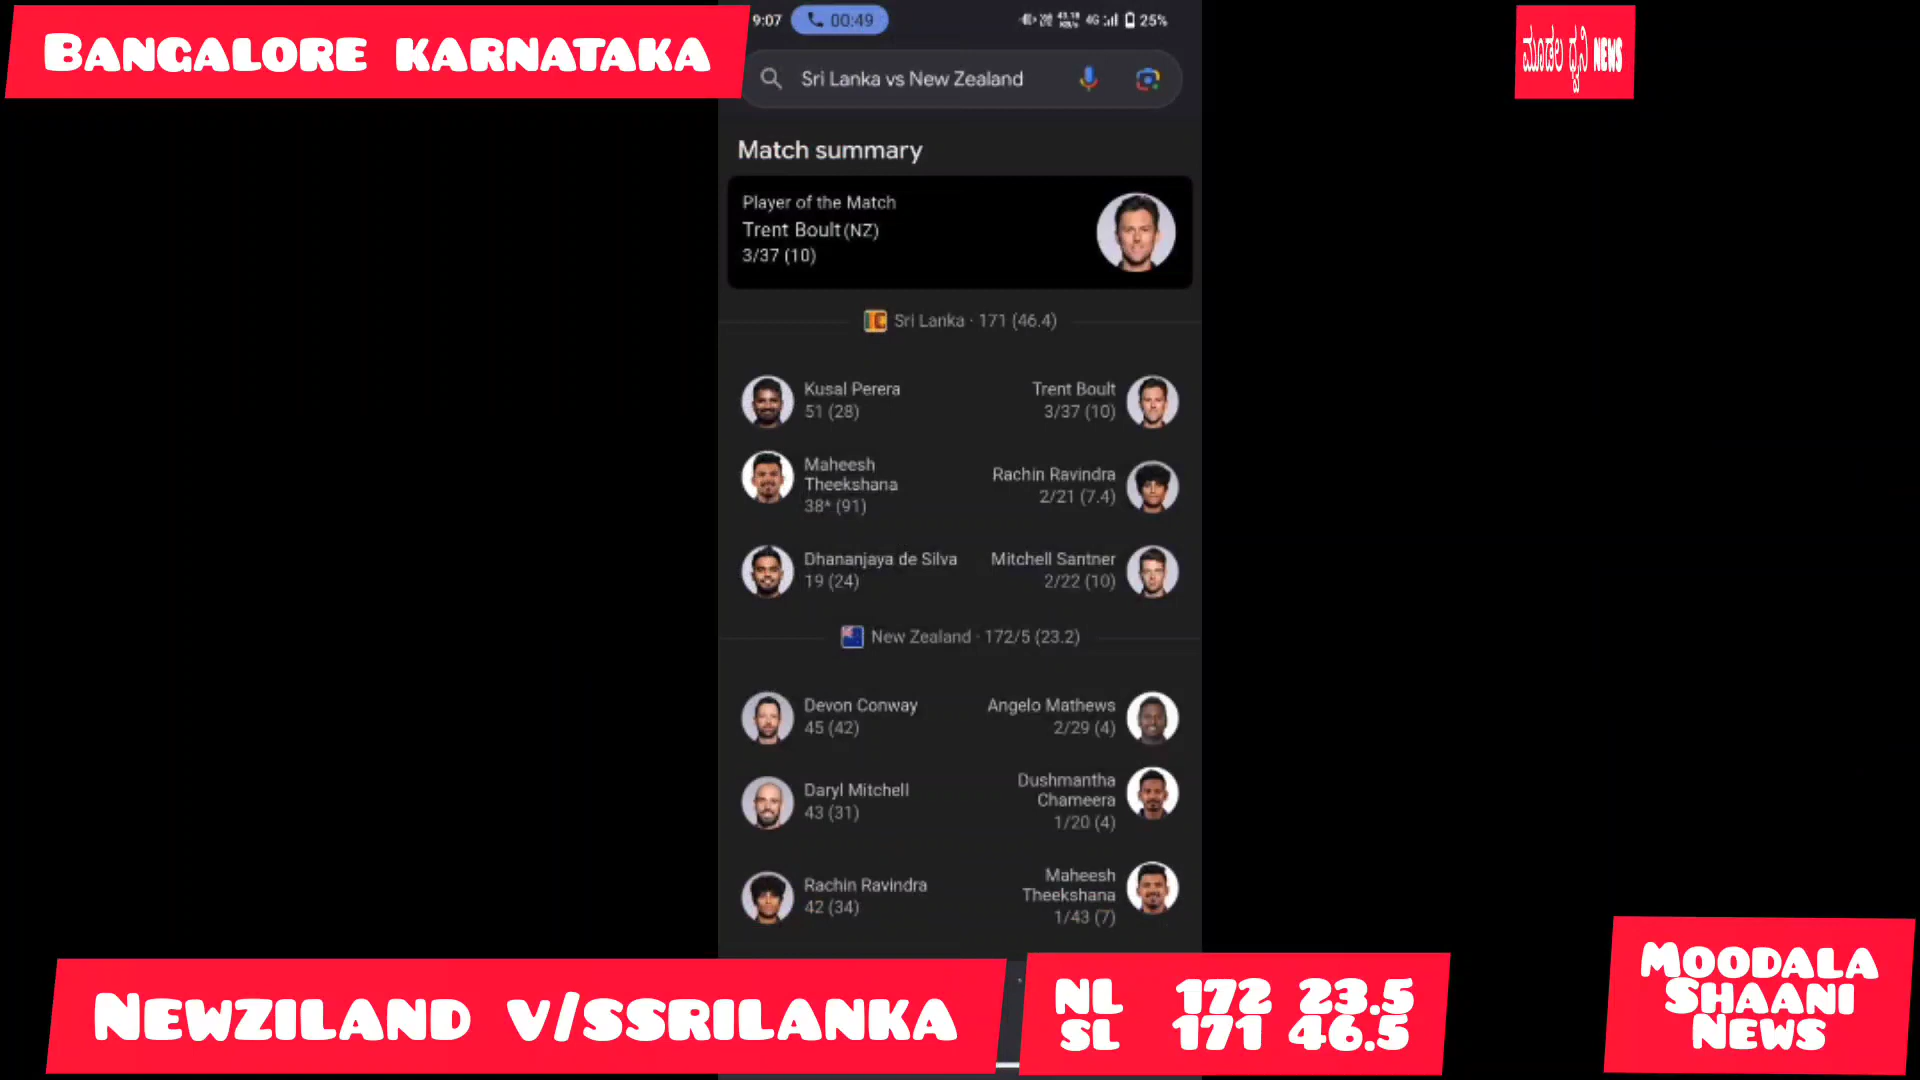 BANGALORE KARNATAKA
9:07 00:49 4G 25%
ಮೂಡಲ ಧ್ವನಿ NEWS
Sri Lanka vs New Zealand
Match summary
Player of the Match
Trent Boult (NZ)
3/37 (10)
Sri Lanka · 171 (46.4)
Kusal Perera
51 (28)
Trent Boult
3/37 (10)
Maheesh
Theekshana
38* (91)
Rachin Ravindra
2/21 (7.4)
Dhananjaya de Silva
19 (24)
Mitchell Santner
2/22 (10)
New Zealand · 172/5 (23.2)
Devon Conway
45 (42)
Angelo Mathews
2/29 (4)
Daryl Mitchell
43 (31)
Dushmantha
Chameera
1/20 (4)
Rachin Ravindra
42 (34)
Maheesh
Theekshana
1/43 (7)
NEWZILAND V/SSRILANKA
NL 172 23.5
SL 171 46.5
MOODALA
SHAANI
NEWS